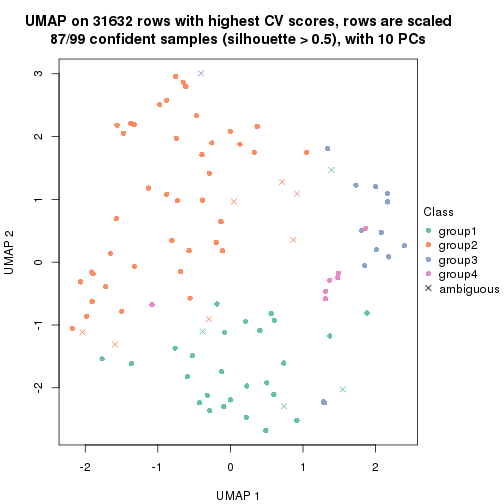 UMAP on 31632 rows with highest CV scores, rows are scaled
87/99 confident samples (silhouette > 0.5), with 10 PCs
3
2
1
0
-1
-2
UMAP 2
-2
-1
0
1
2
UMAP 1
Class
group1
group2
group3
group4
ambiguous